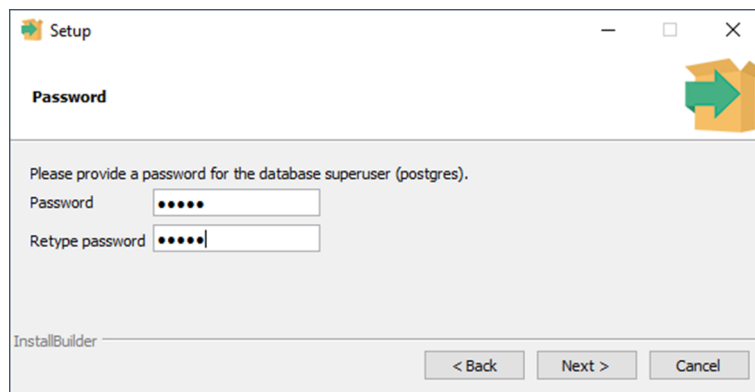 Setup
Password
Please provide a password for the database superuser (postgres).
Password •••••
Retype password •••••
InstallBuilder
< Back Next > Cancel